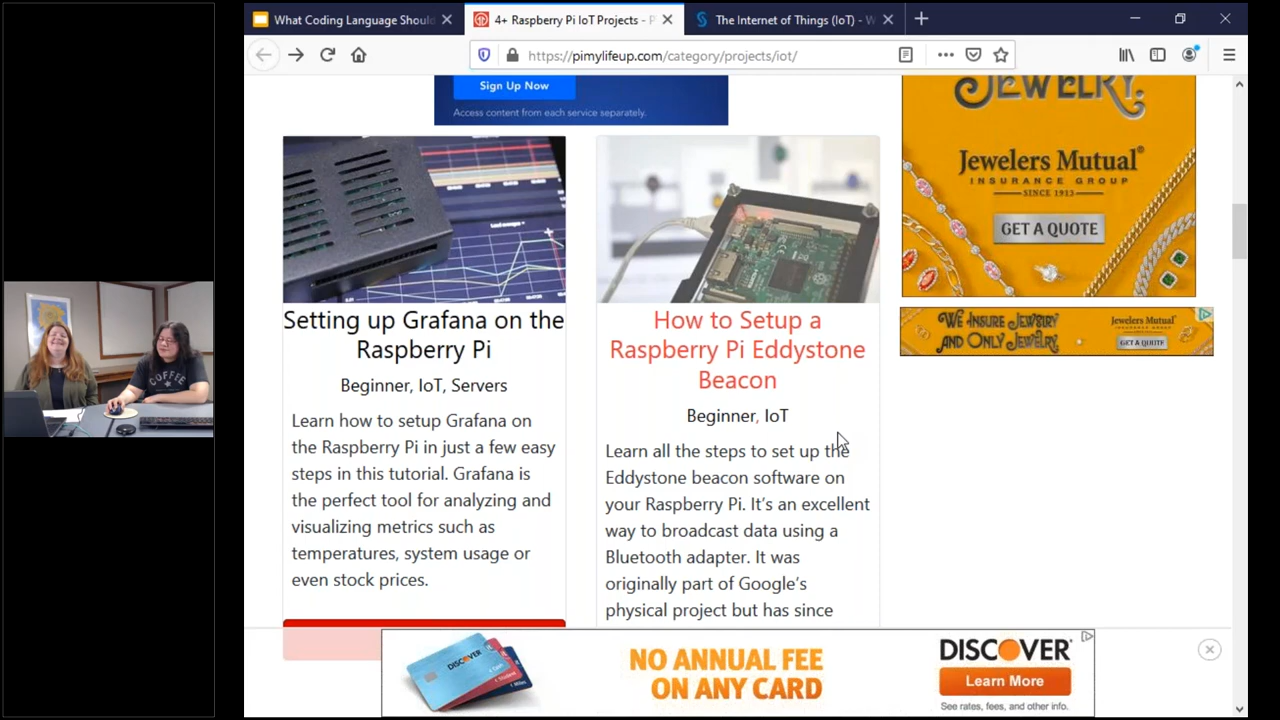 What Coding Language Shoul
4+ Raspberry Pi IoT Projects - P
The Internet of Things (IoT) - W
https://pimylifeup.com/category/projects/iot/
Sign Up Now
Access content from each service separately.
JEWELRY.
Jewelers Mutual®
INSURANCE GROUP
SINCE 1913
GET A QUOTE
WE INSURE JEWELRY
AND ONLY JEWELRY.
Jewelers Mutual
GET A QUOTE
Setting up Grafana on the
Raspberry Pi
Beginner, IoT, Servers
Learn how to setup Grafana on
the Raspberry Pi in just a few easy
steps in this tutorial. Grafana is
the perfect tool for analyzing and
visualizing metrics such as
temperatures, system usage or
even stock prices.
How to Setup a
Raspberry Pi Eddystone
Beacon
Beginner, IoT
Learn all the steps to set up the
Eddystone beacon software on
your Raspberry Pi. It's an excellent
way to broadcast data using a
Bluetooth adapter. It was
originally part of Google's
physical project but has since
COFFEE
DISCOVER
NO ANNUAL FEE
ON ANY CARD
DISCOVER
Learn More
See rates, fees, and other info.